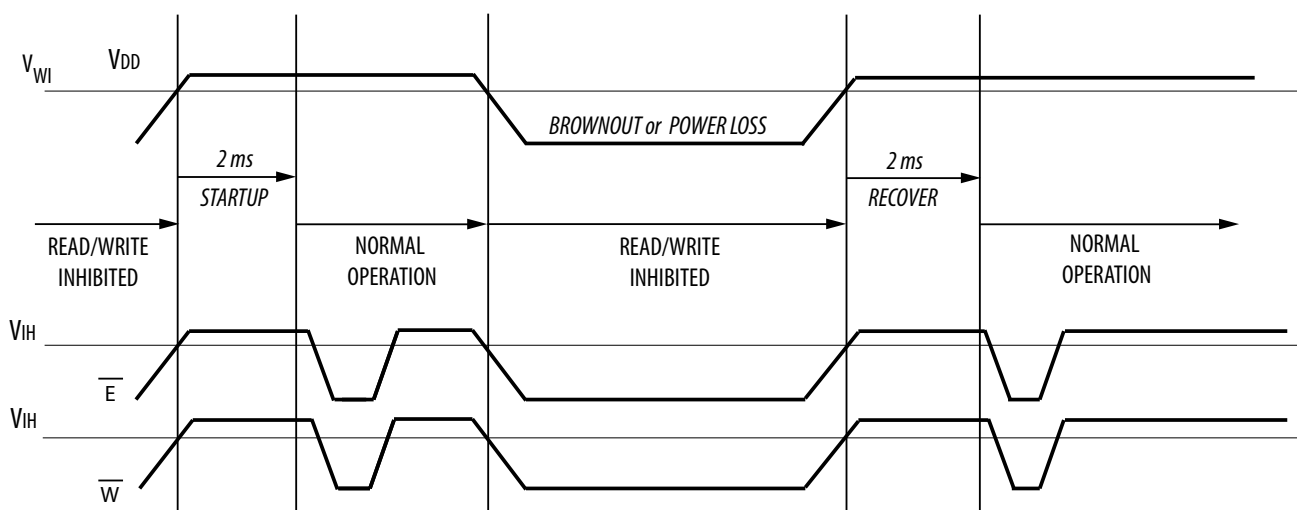 VWI VDD
BROWNOUT or POWER LOSS
2 ms
STARTUP
2 ms
RECOVER
READ/WRITE
INHIBITED
NORMAL
OPERATION
READ/WRITE
INHIBITED
NORMAL
OPERATION
VIH
E
VIH
W